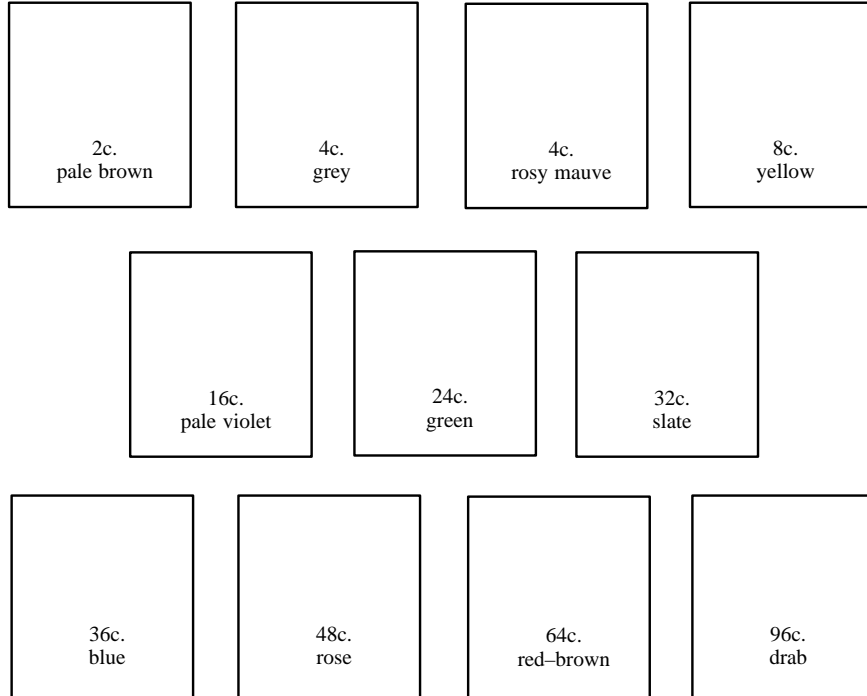 2c.
pale brown
4c.
grey
4c.
rosy mauve
8c.
yellow
16c.
pale violet
24c.
green
32c.
slate
36c.
blue
48c.
rose
64c.
red–brown
96c.
drab